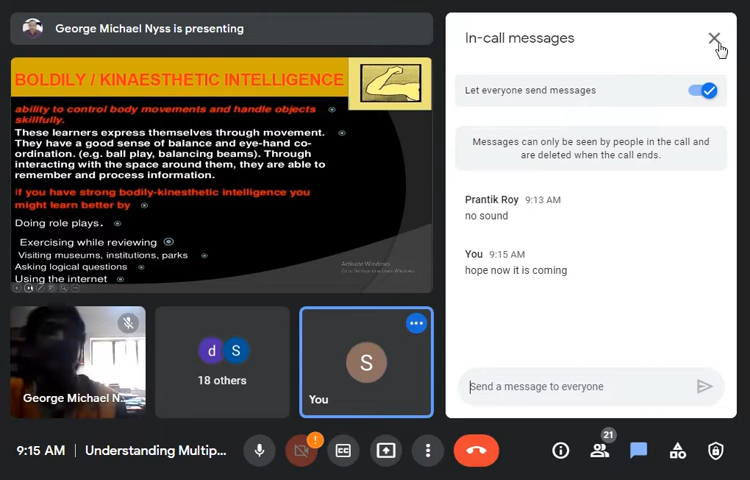 George Michael Nyss is presenting
BOLDILY / KINAESTHETIC INTELLIGENCE
ability to control body movements and handle objects
skillfully.
These learners express themselves through movement.
They have a good sense of balance and eye-hand co-
ordination. (e.g. ball play, balancing beams). Through
interacting with the space around them, they are able to
remember and process information.
If you have strong bodily-kinesthetic intelligence you
might learn better by
Doing role plays.
Exercising while reviewing
Visiting museums, institutions, parks
Asking logical questions
Using the internet
Activate Windows
George Michael N...
d
S
18 others
S
You
In-call messages
Let everyone send messages
Messages can only be seen by people in the call and
are deleted when the call ends.
Prantik Roy 9:13 AM
no sound
You 9:15 AM
hope now it is coming
Send a message to everyone
9:15 AM | Understanding Multip...
!
CC
21